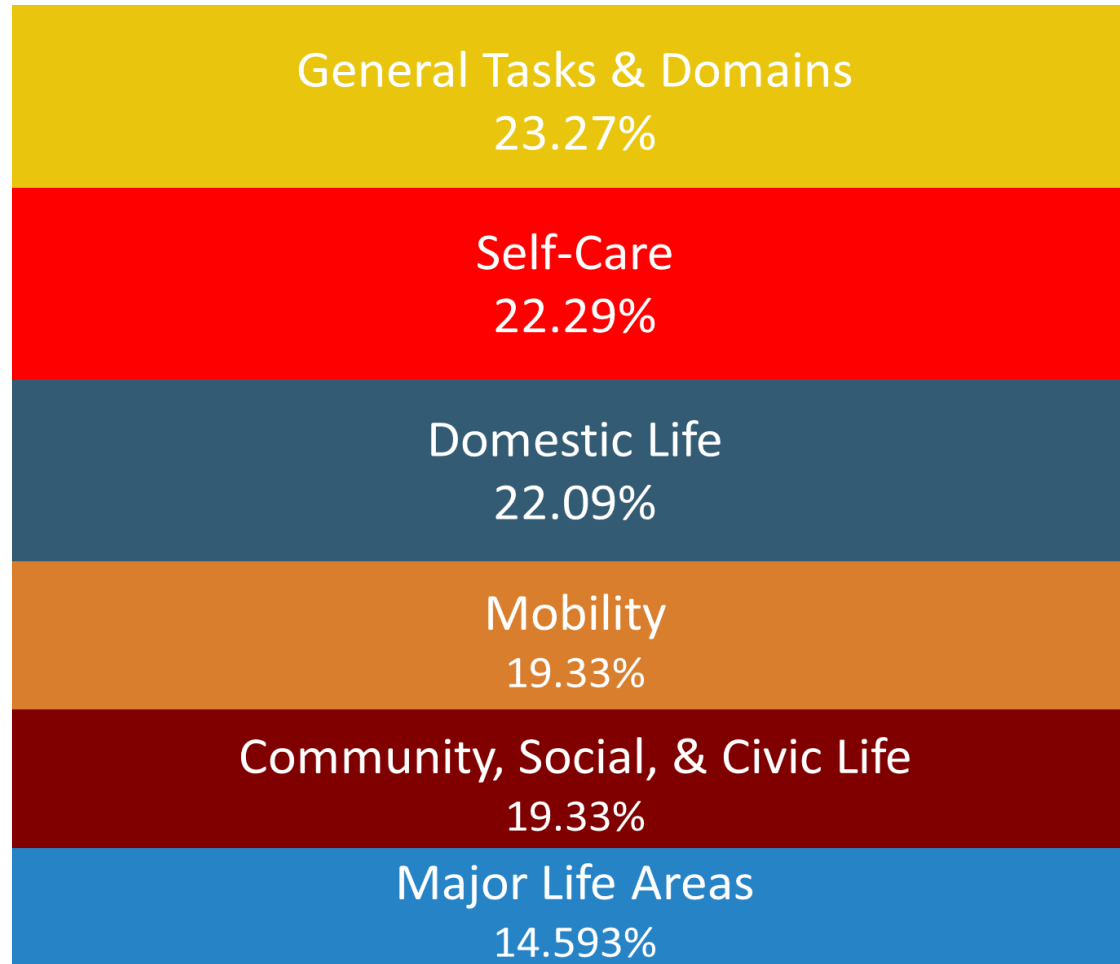 General Tasks & Domains
23.27%
Self-Care
22.29%
Domestic Life
22.09%
Mobility
19.33%
Community, Social, & Civic Life
19.33%
Major Life Areas
14.593%